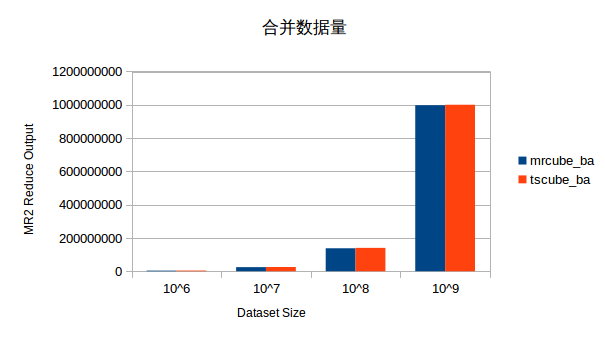 合并数据量
1200000000
1000000000
800000000
600000000
400000000
200000000
0
MR2 Reduce Output
10^6
10^7
10^8
10^9
Dataset Size
mrcube_ba
tscube_ba